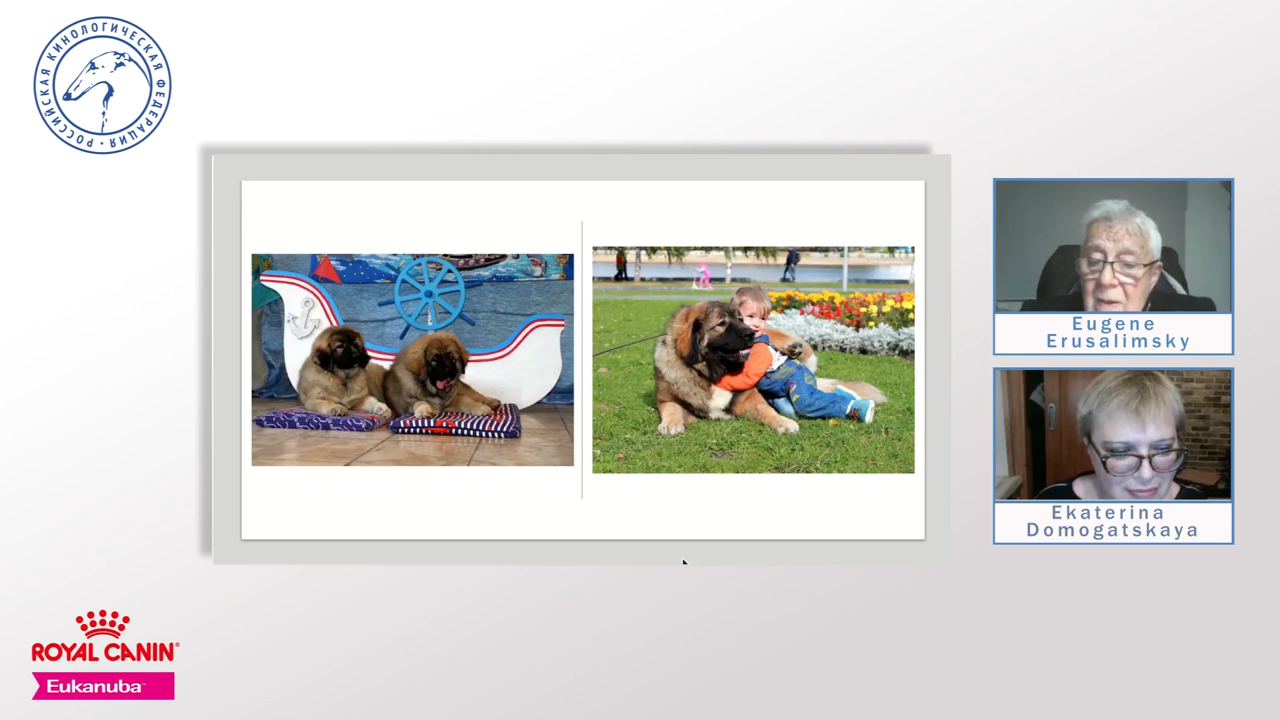 РОССИЙСКАЯ КИНОЛОГИЧЕСКАЯ ФЕДЕРАЦИЯ
Eugene
Erusalimsky
Ekaterina
Domogatskaya
ROYAL CANIN
Eukanuba